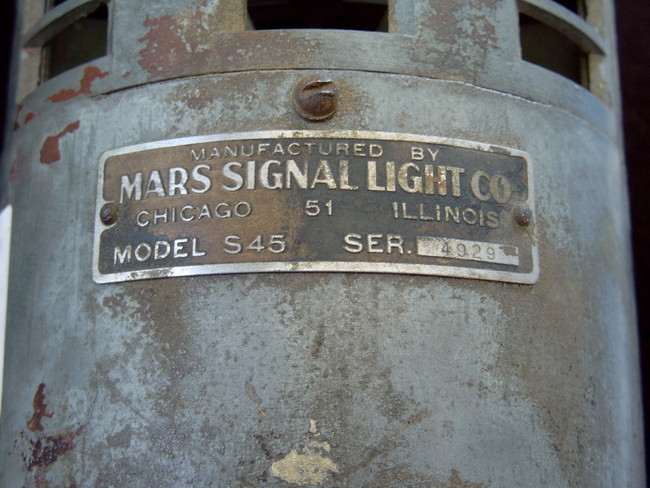 MANUFACTURED BY
MARS SIGNAL LIGHT CO.
CHICAGO 51 ILLINOIS
MODEL S45 SER. 4929